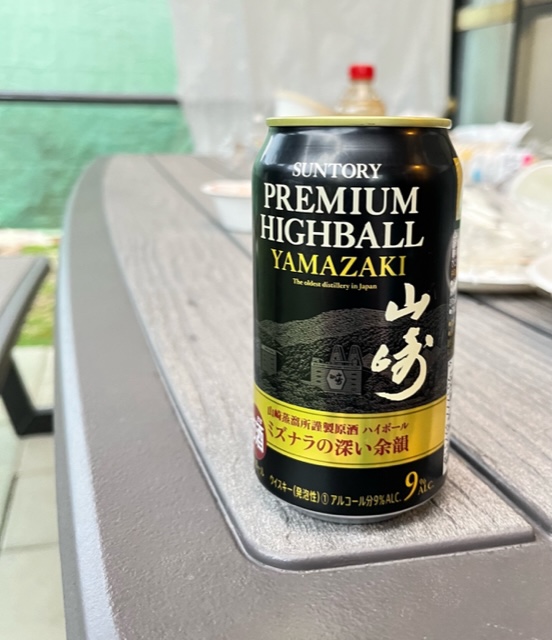 SUNTORY
PREMIUM
HIGHBALL
YAMAZAKI
The oldest distillery in Japan
山崎
山崎蒸溜所謹製原酒 ハイボール
ミズナラの深い余韻
酒
ウイスキー(発泡性)① アルコール分9%ALC.
9% ALC.